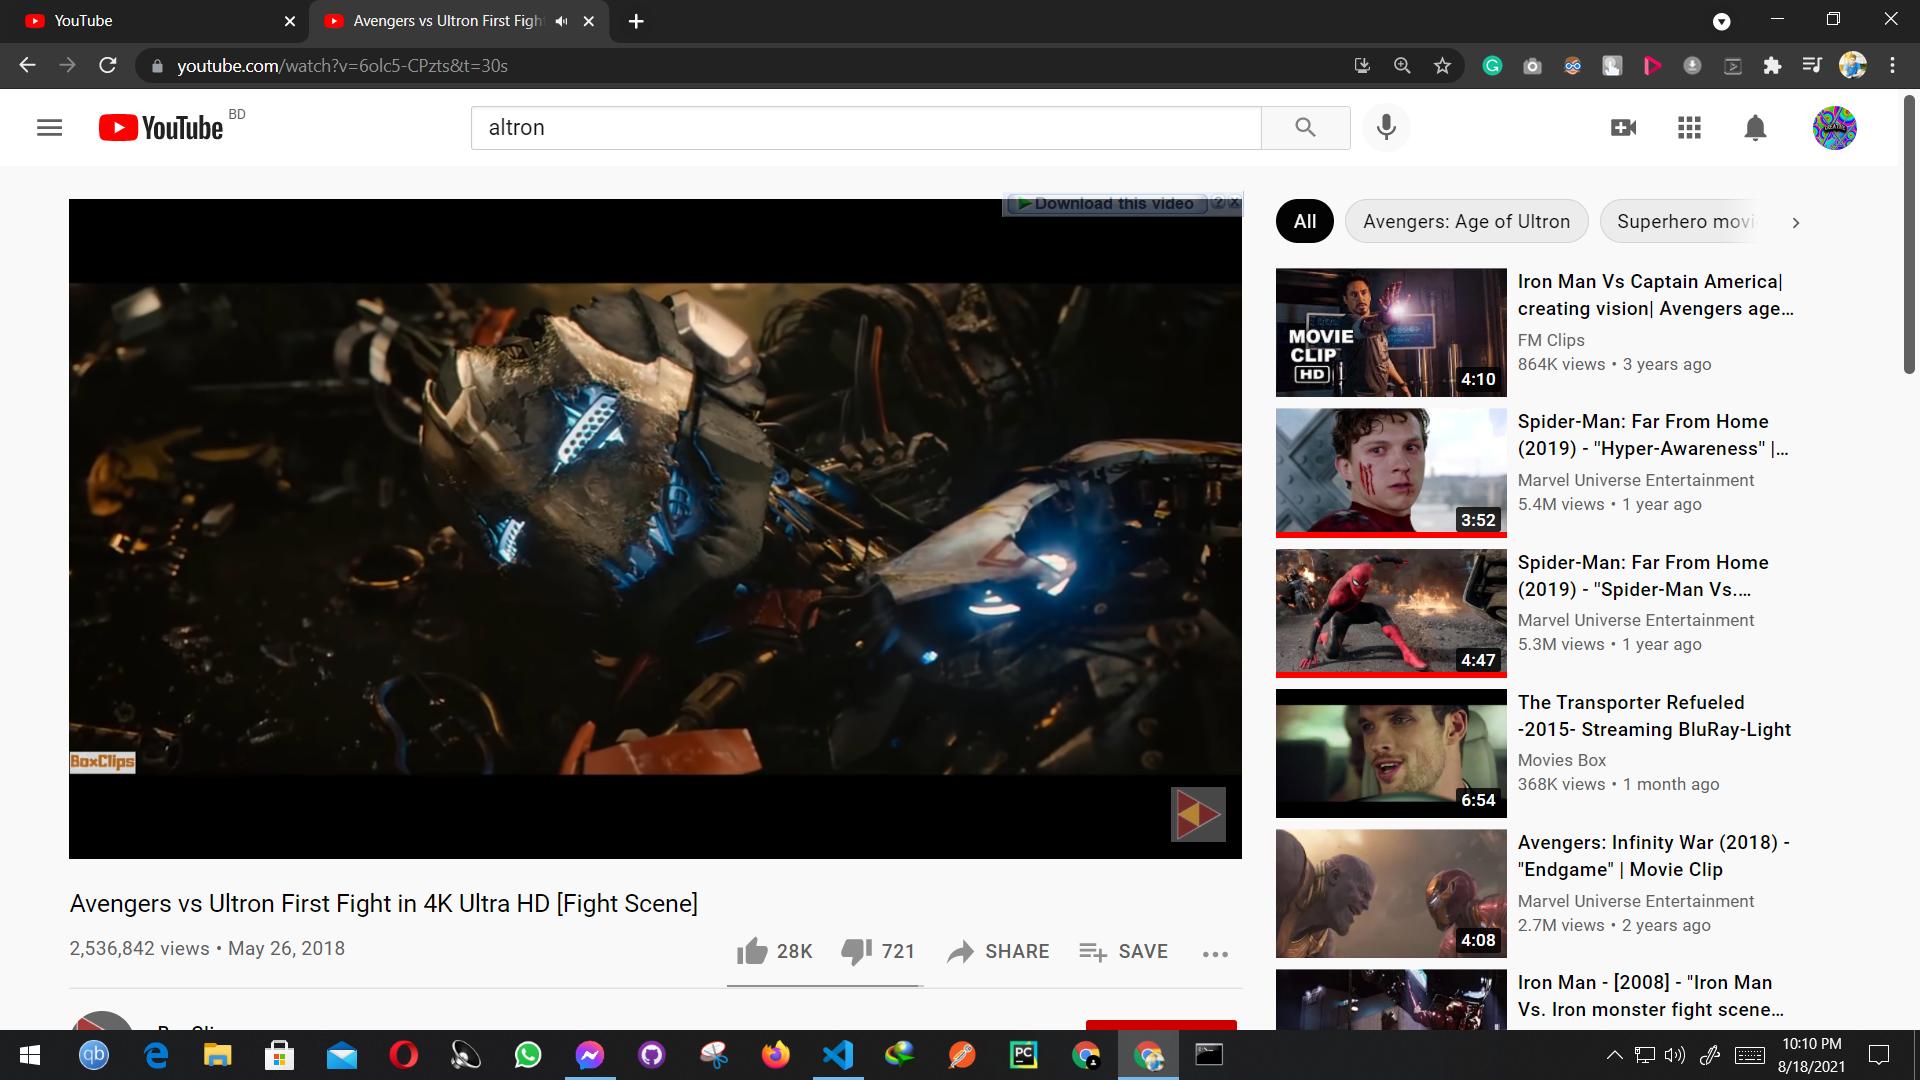 YouTube
Avengers vs Ultron First Figh
youtube.com/watch?v=6olc5-CPzts&t=30s
YouTube BD
altron
Download this video
All
Avengers: Age of Ultron
Superhero movi
MOVIE
CLIP
HD
4:10
Iron Man Vs Captain America|
creating vision| Avengers age...
FM Clips
864K views • 3 years ago
3:52
Spider-Man: Far From Home
(2019) - "Hyper-Awareness" |...
Marvel Universe Entertainment
5.4M views • 1 year ago
4:47
Spider-Man: Far From Home
(2019) - "Spider-Man Vs....
Marvel Universe Entertainment
5.3M views • 1 year ago
6:54
The Transporter Refueled
-2015- Streaming BluRay-Light
Movies Box
368K views • 1 month ago
4:08
Avengers: Infinity War (2018) -
"Endgame" | Movie Clip
Marvel Universe Entertainment
2.7M views • 2 years ago
Iron Man - [2008] - "Iron Man
Vs. Iron monster fight scene...
BoxClips
Avengers vs Ultron First Fight in 4K Ultra HD [Fight Scene]
2,536,842 views • May 26, 2018
28K
721
SHARE
SAVE
qb
PC
10:10 PM
8/18/2021